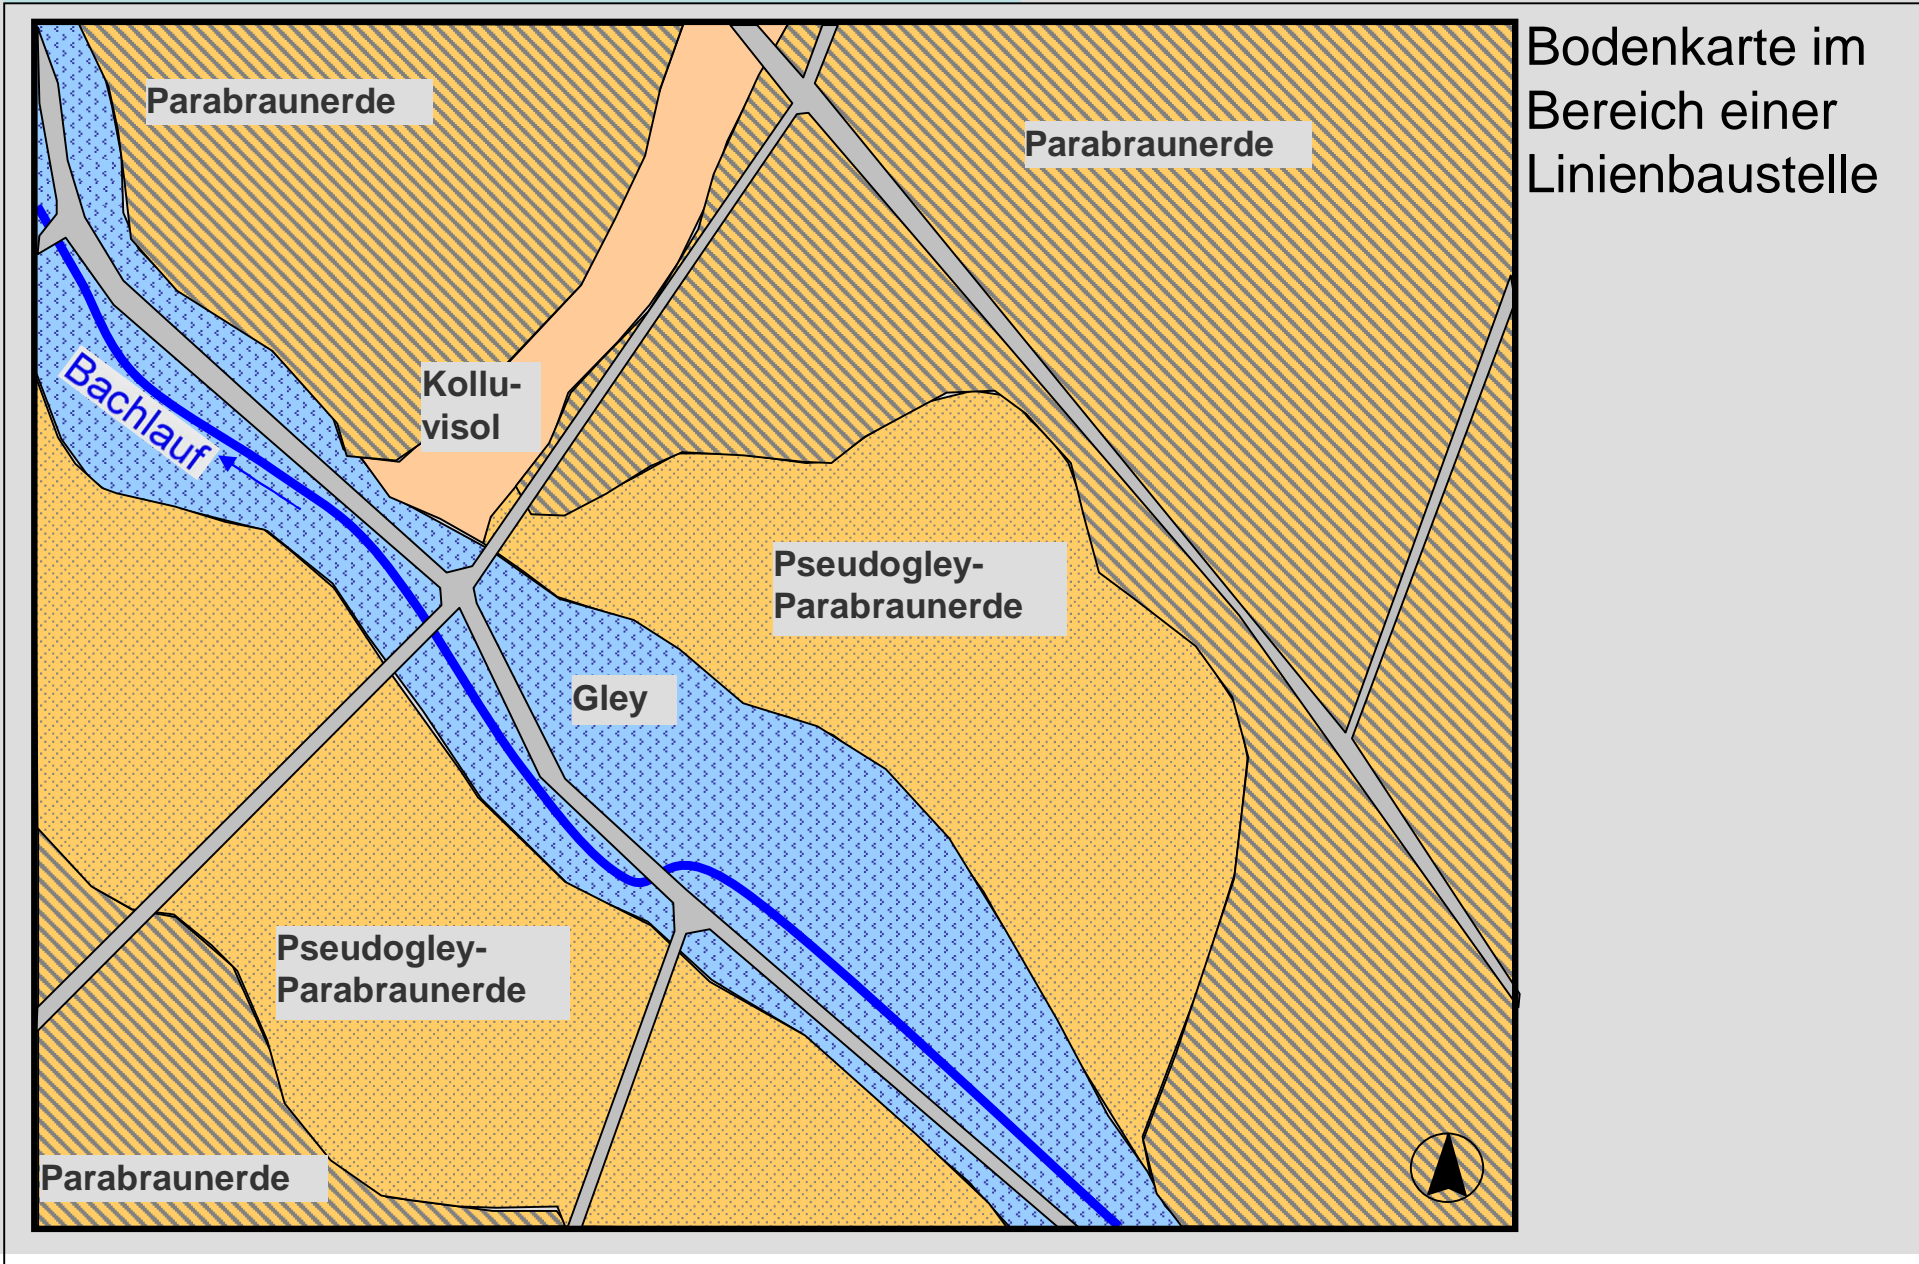 Bodenkarte im
Bereich einer
Linienbaustelle
Parabraunerde
Parabraunerde
Kollu-
visol
Bachlauf
Pseudogley-
Parabraunerde
Gley
Pseudogley-
Parabraunerde
Parabraunerde